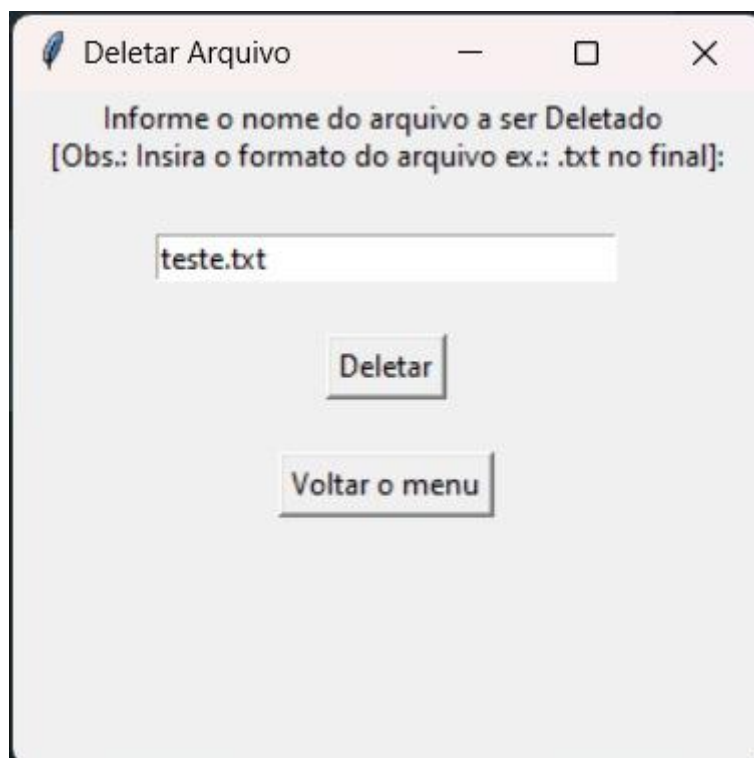 Deletar Arquivo
Informe o nome do arquivo a ser Deletado
[Obs.: Insira o formato do arquivo ex.: .txt no final]:
teste.txt
Deletar
Voltar o menu